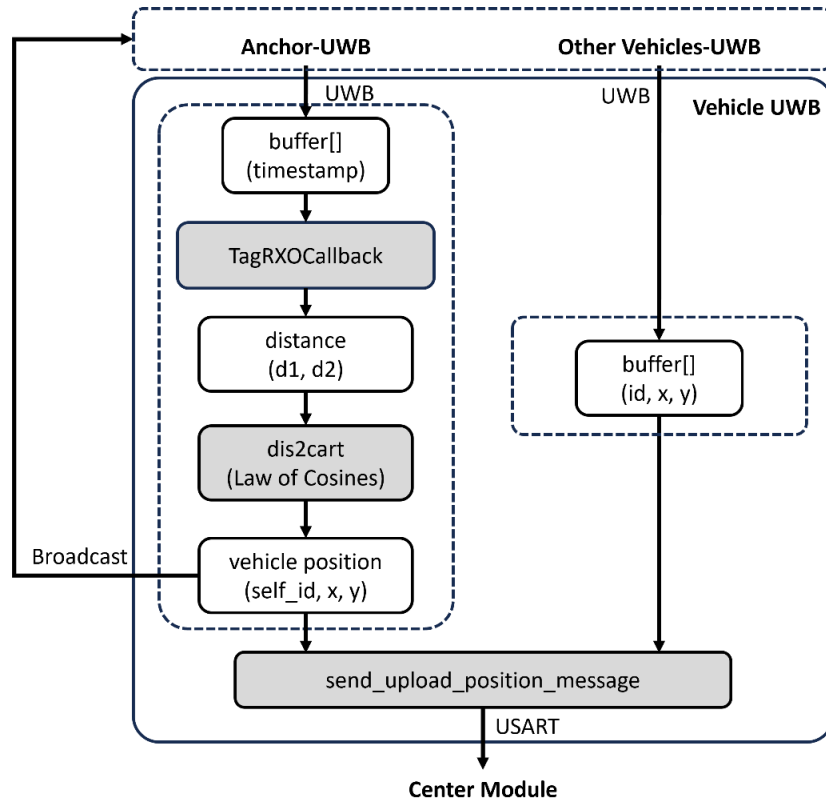 Anchor-UWB
Other Vehicles-UWB
UWB
UWB
Vehicle UWB
buffer[]
(timestamp)
TagRXOCallback
distance
(d1, d2)
buffer[]
(id, x, y)
dis2cart
(Law of Cosines)
Broadcast
vehicle position
(self_id, x, y)
send_upload_position_message
USART
Center Module